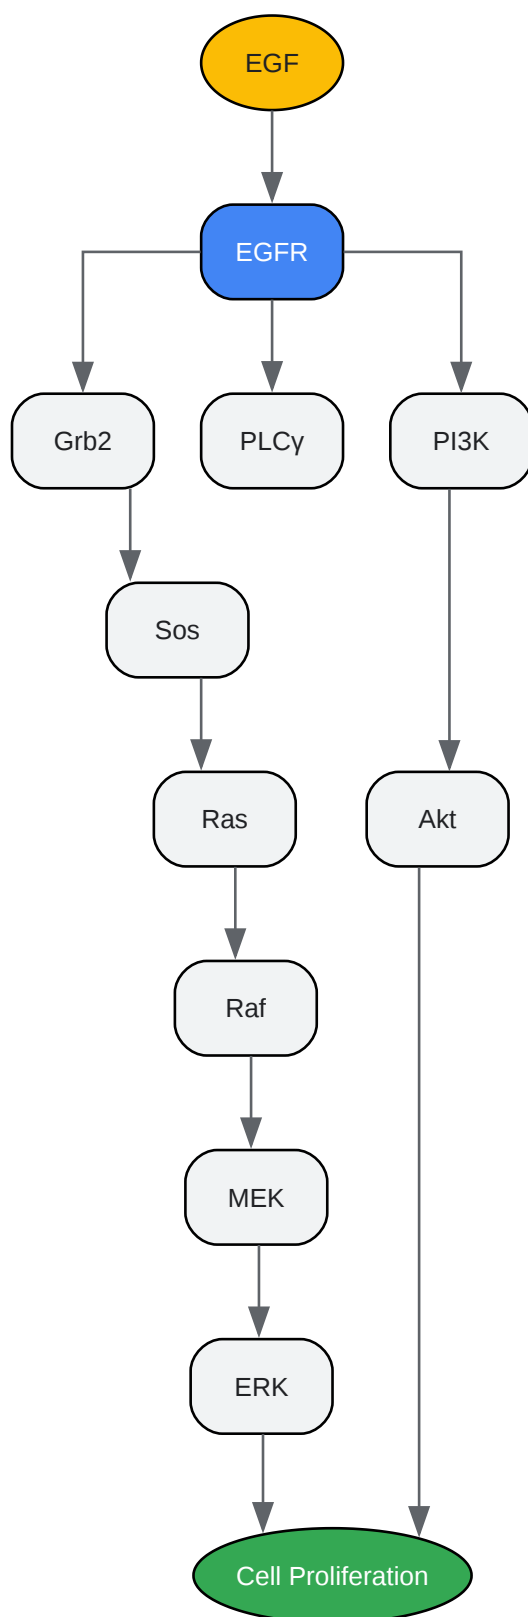 EGF
EGFR
Grb2
PLCγ
PI3K
Sos
Ras
Akt
Raf
MEK
ERK
Cell Proliferation